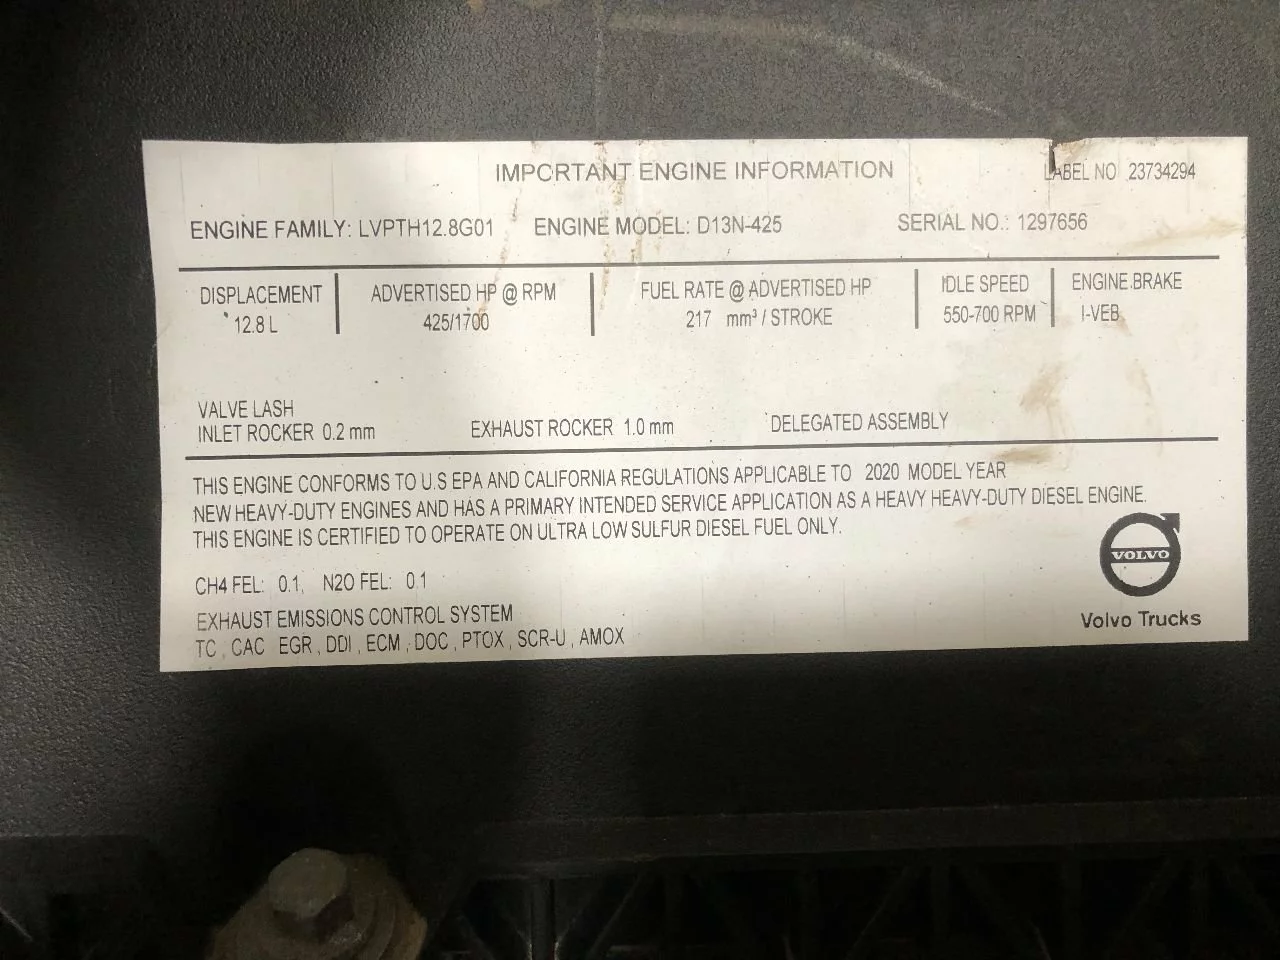 IMPORTANT ENGINE INFORMATION LABEL NO 23734294
ENGINE FAMILY: LVPTH12.8G01 ENGINE MODEL: D13N-425 SERIAL NO.: 1297656
DISPLACEMENT ADVERTISED HP @ RPM FUEL RATE @ ADVERTISED HP IDLE SPEED ENGINE BRAKE
12.8 L 425/1700 217 mm³ / STROKE 550-700 RPM I-VEB
VALVE LASH
INLET ROCKER 0.2 mm EXHAUST ROCKER 1.0 mm DELEGATED ASSEMBLY
THIS ENGINE CONFORMS TO U.S EPA AND CALIFORNIA REGULATIONS APPLICABLE TO 2020 MODEL YEAR
NEW HEAVY-DUTY ENGINES AND HAS A PRIMARY INTENDED SERVICE APPLICATION AS A HEAVY HEAVY-DUTY DIESEL ENGINE.
THIS ENGINE IS CERTIFIED TO OPERATE ON ULTRA LOW SULFUR DIESEL FUEL ONLY.
VOLVO
CH4 FEL: 0.1, N2O FEL: 0.1
EXHAUST EMISSIONS CONTROL SYSTEM Volvo Trucks
TC , CAC EGR , DDI , ECM , DOC , PTOX , SCR-U , AMOX